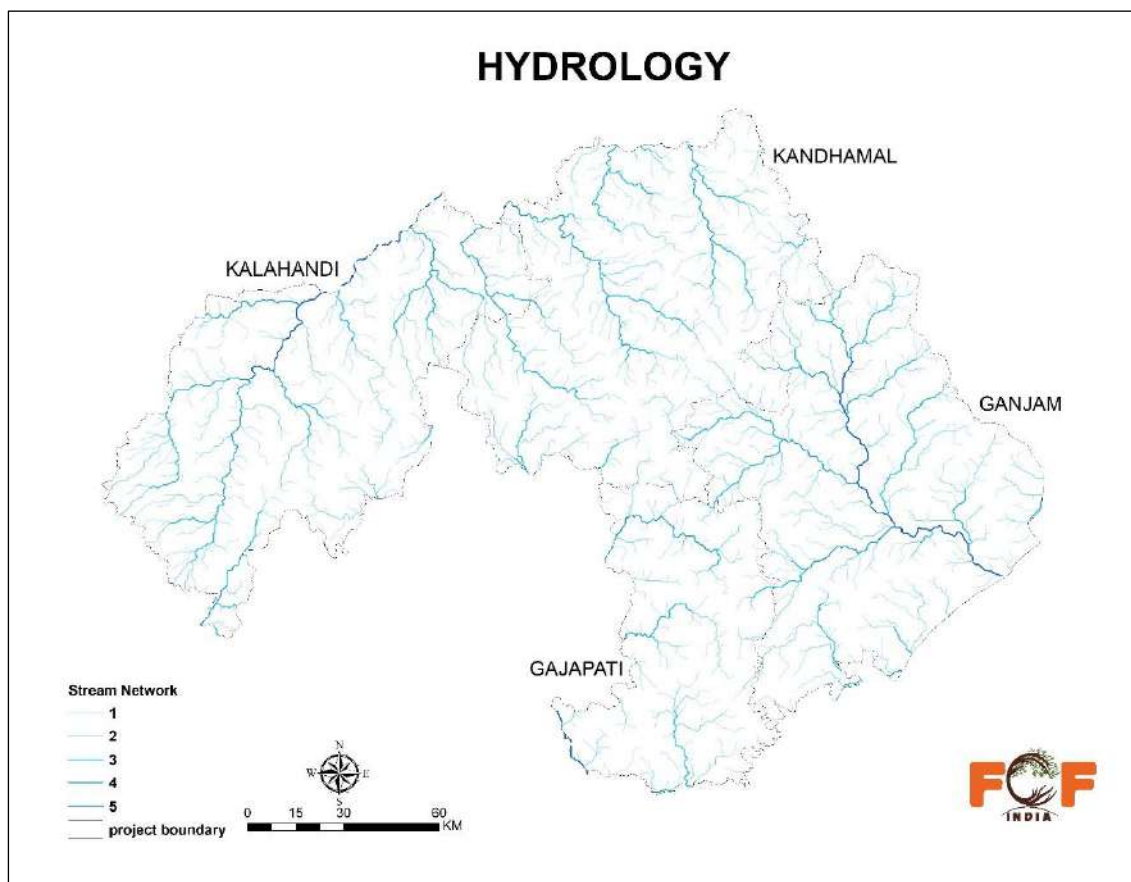 HYDROLOGY
KANDHAMAL
KALAHANDI
GANJAM
GAJAPATI
Stream Network
1
2
3
4
5
project boundary
N
W E
S
0 15 30 60
KM
FCF
INDIA